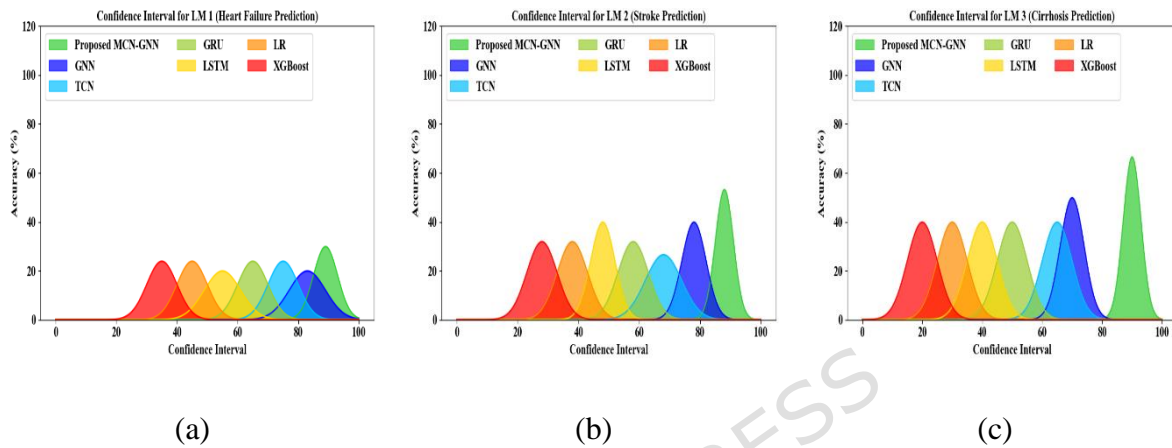 Confidence Interval for LM 1 (Heart Failure Prediction)
120
100
80
60
40
20
0
Accuracy (%)
Proposed MCN-GNN
GNN
TCN
GRU
LSTM
LR
XGBoost
0 20 40 60 80 100
Confidence Interval
(a)
Confidence Interval for LM 2 (Stroke Prediction)
120
100
80
60
40
20
0
Accuracy (%)
Proposed MCN-GNN
GNN
TCN
GRU
LSTM
LR
XGBoost
0 20 40 60 80 100
Confidence Interval
(b)
Confidence Interval for LM 3 (Cirrhosis Prediction)
120
100
80
60
40
20
0
Accuracy (%)
Proposed MCN-GNN
GNN
TCN
GRU
LSTM
LR
XGBoost
0 20 40 60 80 100
Confidence Interval
(c)